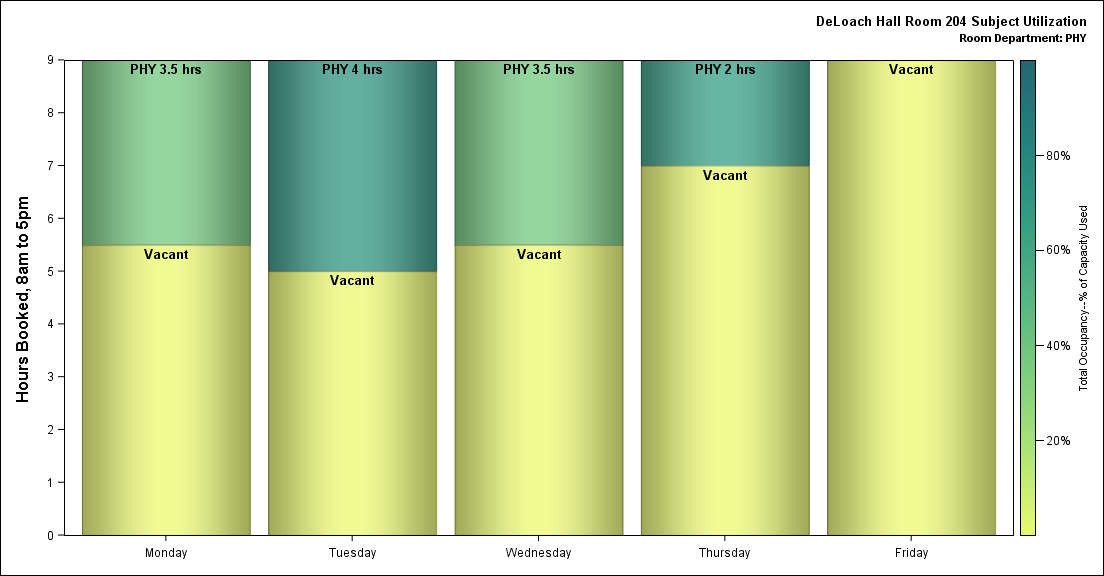 DeLoach Hall Room 204 Subject Utilization
Room Department: PHY
Hours Booked, 8am to 5pm
9
8
7
6
5
4
3
2
1
0
PHY 3.5 hrs
Vacant
PHY 4 hrs
Vacant
PHY 3.5 hrs
Vacant
PHY 2 hrs
Vacant
Vacant
Monday
Tuesday
Wednesday
Thursday
Friday
80%
60%
40%
20%
Total Occupancy--% of Capacity Used